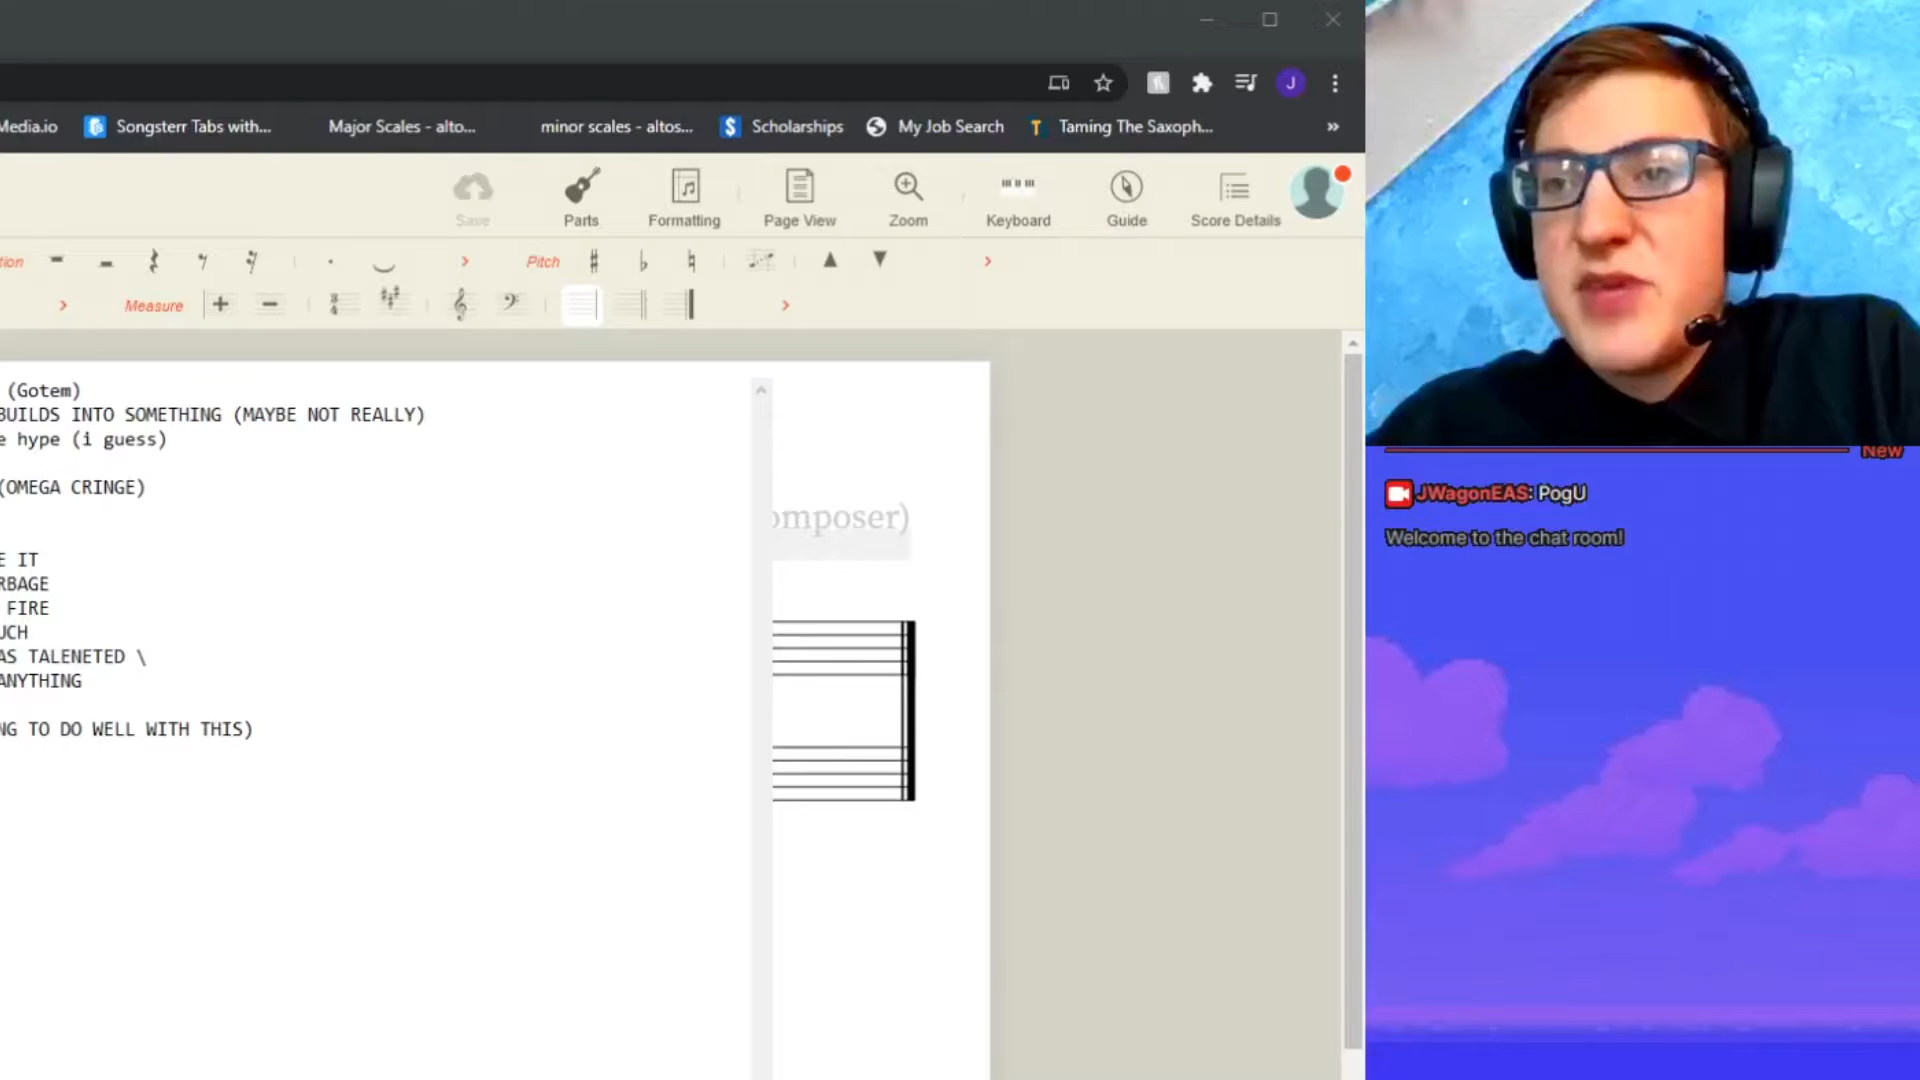 J
Media.io
Songsterr Tabs with...
Major Scales - alto...
minor scales - altos...
Scholarships
My Job Search
Taming The Saxoph...
»
Save
Parts
Formatting
Page View
Zoom
Keyboard
Guide
Score Details
tion
Pitch
Measure
(Gotem)
BUILDS INTO SOMETHING (MAYBE NOT REALLY)
e hype (i guess)
(OMEGA CRINGE)
omposer)
E IT
RBAGE
FIRE
UCH
AS TALENETED \
ANYTHING
NG TO DO WELL WITH THIS)
New
JWagonEAS: PogU
Welcome to the chat room!